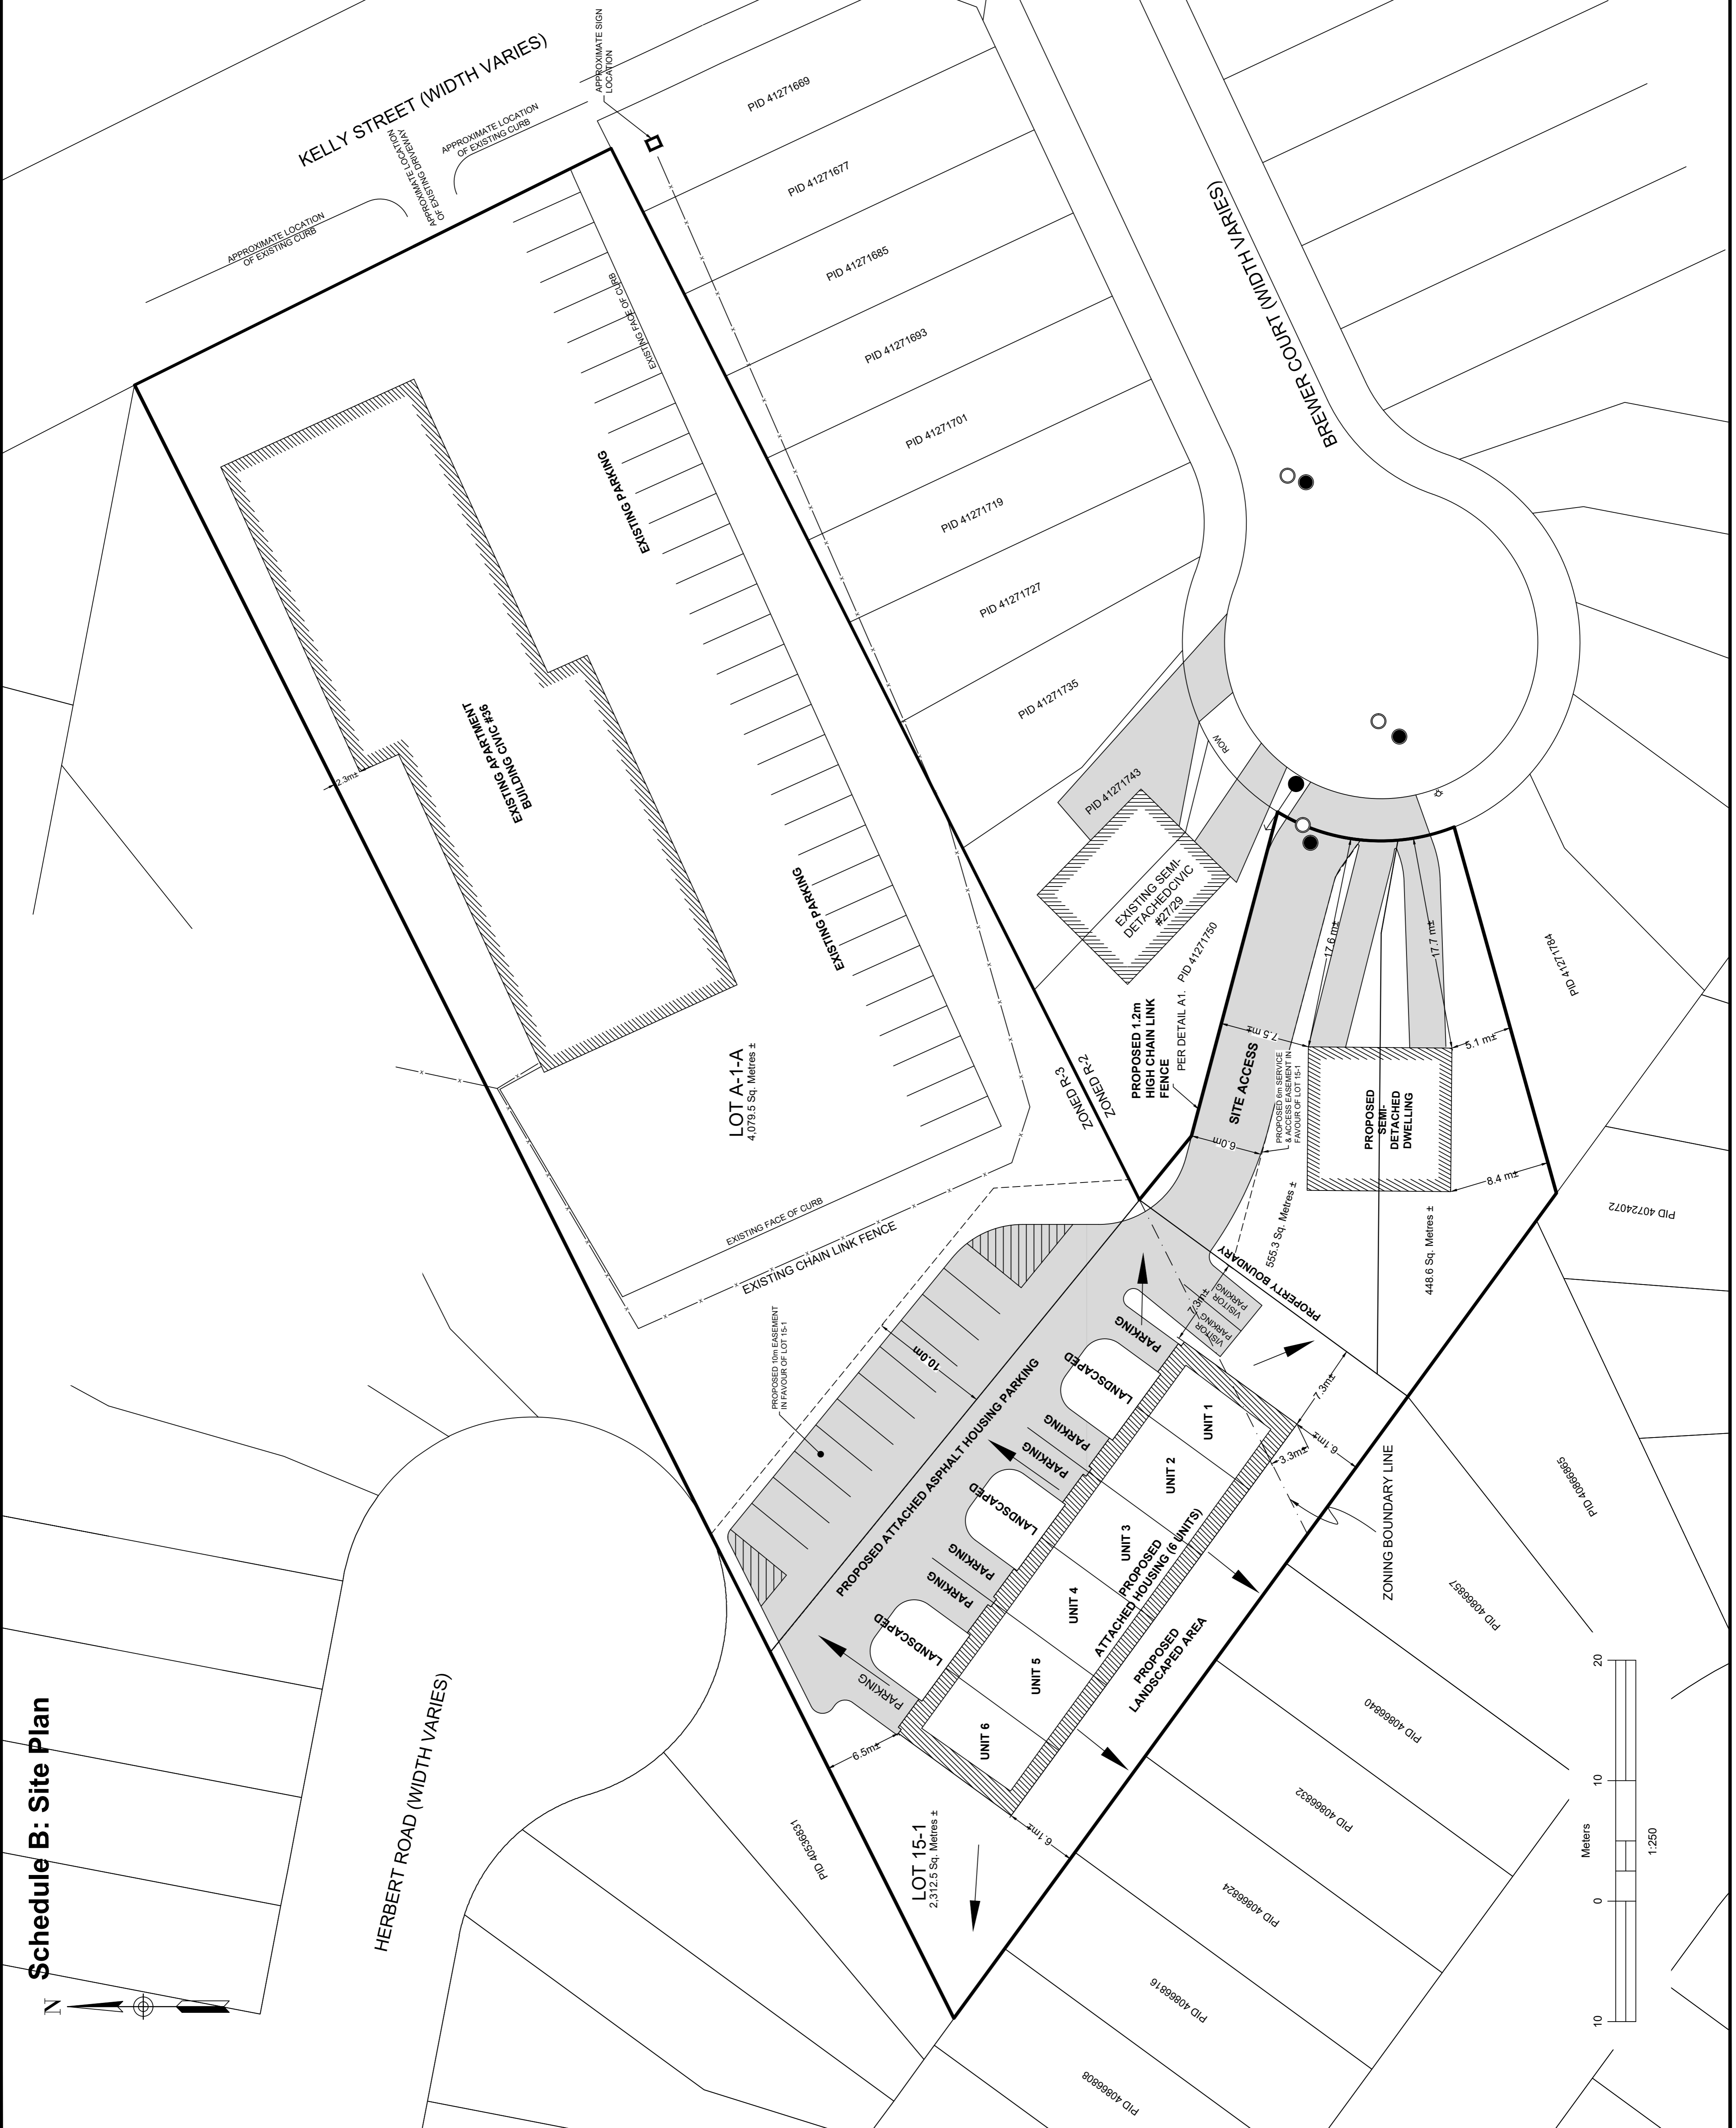 Schedule B: Site Plan
N
KELLY STREET (WIDTH VARIES)
APPROXIMATE SIGN
LOCATION
APPROXIMATE LOCATION
OF EXISTING CURB
APPROXIMATE LOCATION
OF EXISTING DRIVEWAY
APPROXIMATE LOCATION
OF EXISTING CURB
PID 41271669
PID 41271677
PID 41271685
PID 41271693
PID 41271701
PID 41271719
PID 41271727
PID 41271735
PID 41271743
BREWER COURT (WIDTH VARIES)
EXISTING FACE OF CURB
EXISTING PARKING
EXISTING PARKING
EXISTING APARTMENT
BUILDING CIVIC #36
2.3m±
LOT A-1-A
4,079.5 Sq. Metres ±
ROW
EXISTING SEMI-
DETACHEDCIVIC
#27/29
PID 41271750
ZONED R-3
ZONED R-2
PROPOSED 1.2m
HIGH CHAIN LINK
FENCE
PER DETAIL A1.
SITE ACCESS
7.5 m±
6.0m
17.6 m±
17.7 m±
5.1 m±
8.4 m±
PROPOSED 6m SERVICE
& ACCESS EASEMENT IN
FAVOUR OF LOT 15-1
PROPOSED
SEMI-
DETACHED
DWELLING
555.3 Sq. Metres ±
448.6 Sq. Metres ±
PID 41271784
PID 40724072
EXISTING FACE OF CURB
EXISTING CHAIN LINK FENCE
PROPERTY BOUNDARY
VISITOR
PARKING
VISITOR
PARKING
7.3m±
PROPOSED 10m EASEMENT
IN FAVOUR OF LOT 15-1
10.0m
PROPOSED ATTACHED ASPHALT HOUSING PARKING
PARKING
LANDSCAPED
PARKING
PARKING
LANDSCAPED
PARKING
PARKING
LANDSCAPED
PARKING
UNIT 1
UNIT 2
UNIT 3
UNIT 4
UNIT 5
UNIT 6
PROPOSED
ATTACHED HOUSING (6 UNITS)
PROPOSED
LANDSCAPED AREA
7.3m±
6.1m±
3.3m±
6.5m±
6.1m±
ZONING BOUNDARY LINE
LOT 15-1
2,312.5 Sq. Metres ±
HERBERT ROAD (WIDTH VARIES)
PID 40536831
PID 40866865
PID 40866857
PID 40866840
PID 40866832
PID 40866824
PID 40866816
PID 40866808
Meters
10
0
10
20
1:250